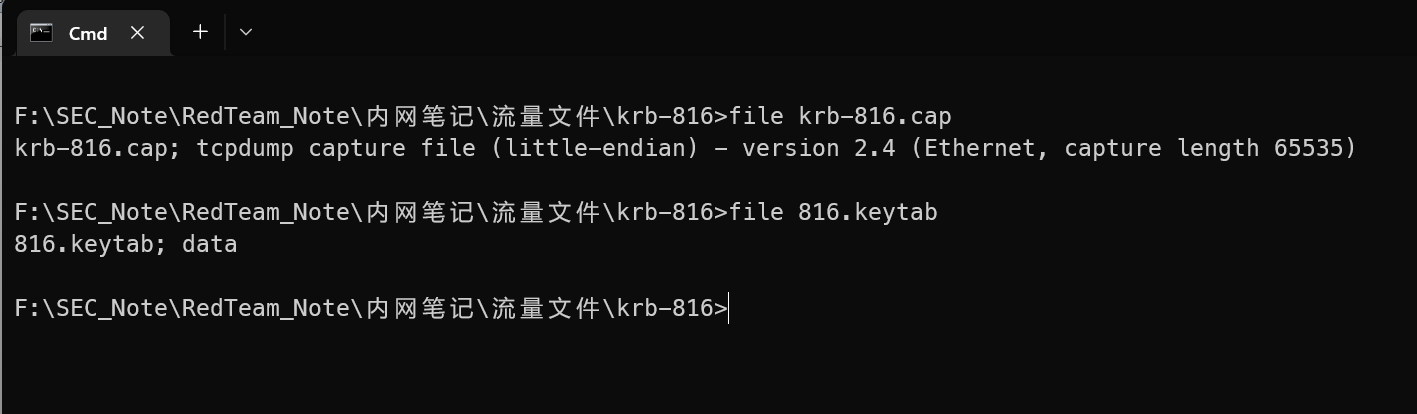 Cmd
F:\SEC_Note\RedTeam_Note\内网笔记\流量文件\krb-816>file krb-816.cap
krb-816.cap; tcpdump capture file (little-endian) - version 2.4 (Ethernet, capture length 65535)
F:\SEC_Note\RedTeam_Note\内网笔记\流量文件\krb-816>file 816.keytab
816.keytab; data
F:\SEC_Note\RedTeam_Note\内网笔记\流量文件\krb-816>